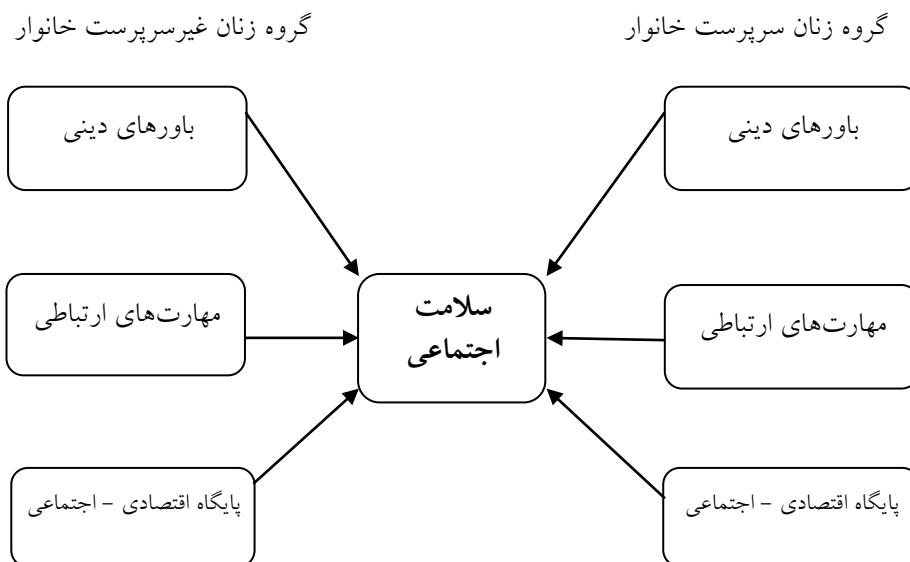 گروه زنان سرپرست خانوار
گروه زنان غیرسرپرست خانوار
باورهای دینی
باورهای دینی
مهارت‌های ارتباطی
سلامت
اجتماعی
مهارت‌های ارتباطی
پایگاه اقتصادی – اجتماعی
پایگاه اقتصادی – اجتماعی